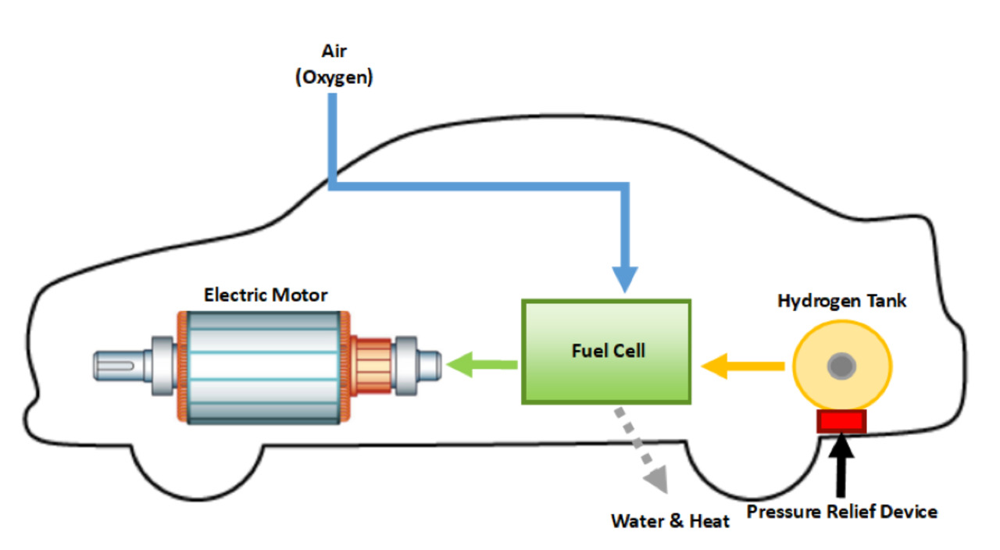 Air
(Oxygen)
Electric Motor
Hydrogen Tank
Fuel Cell
Water & Heat
Pressure Relief Device